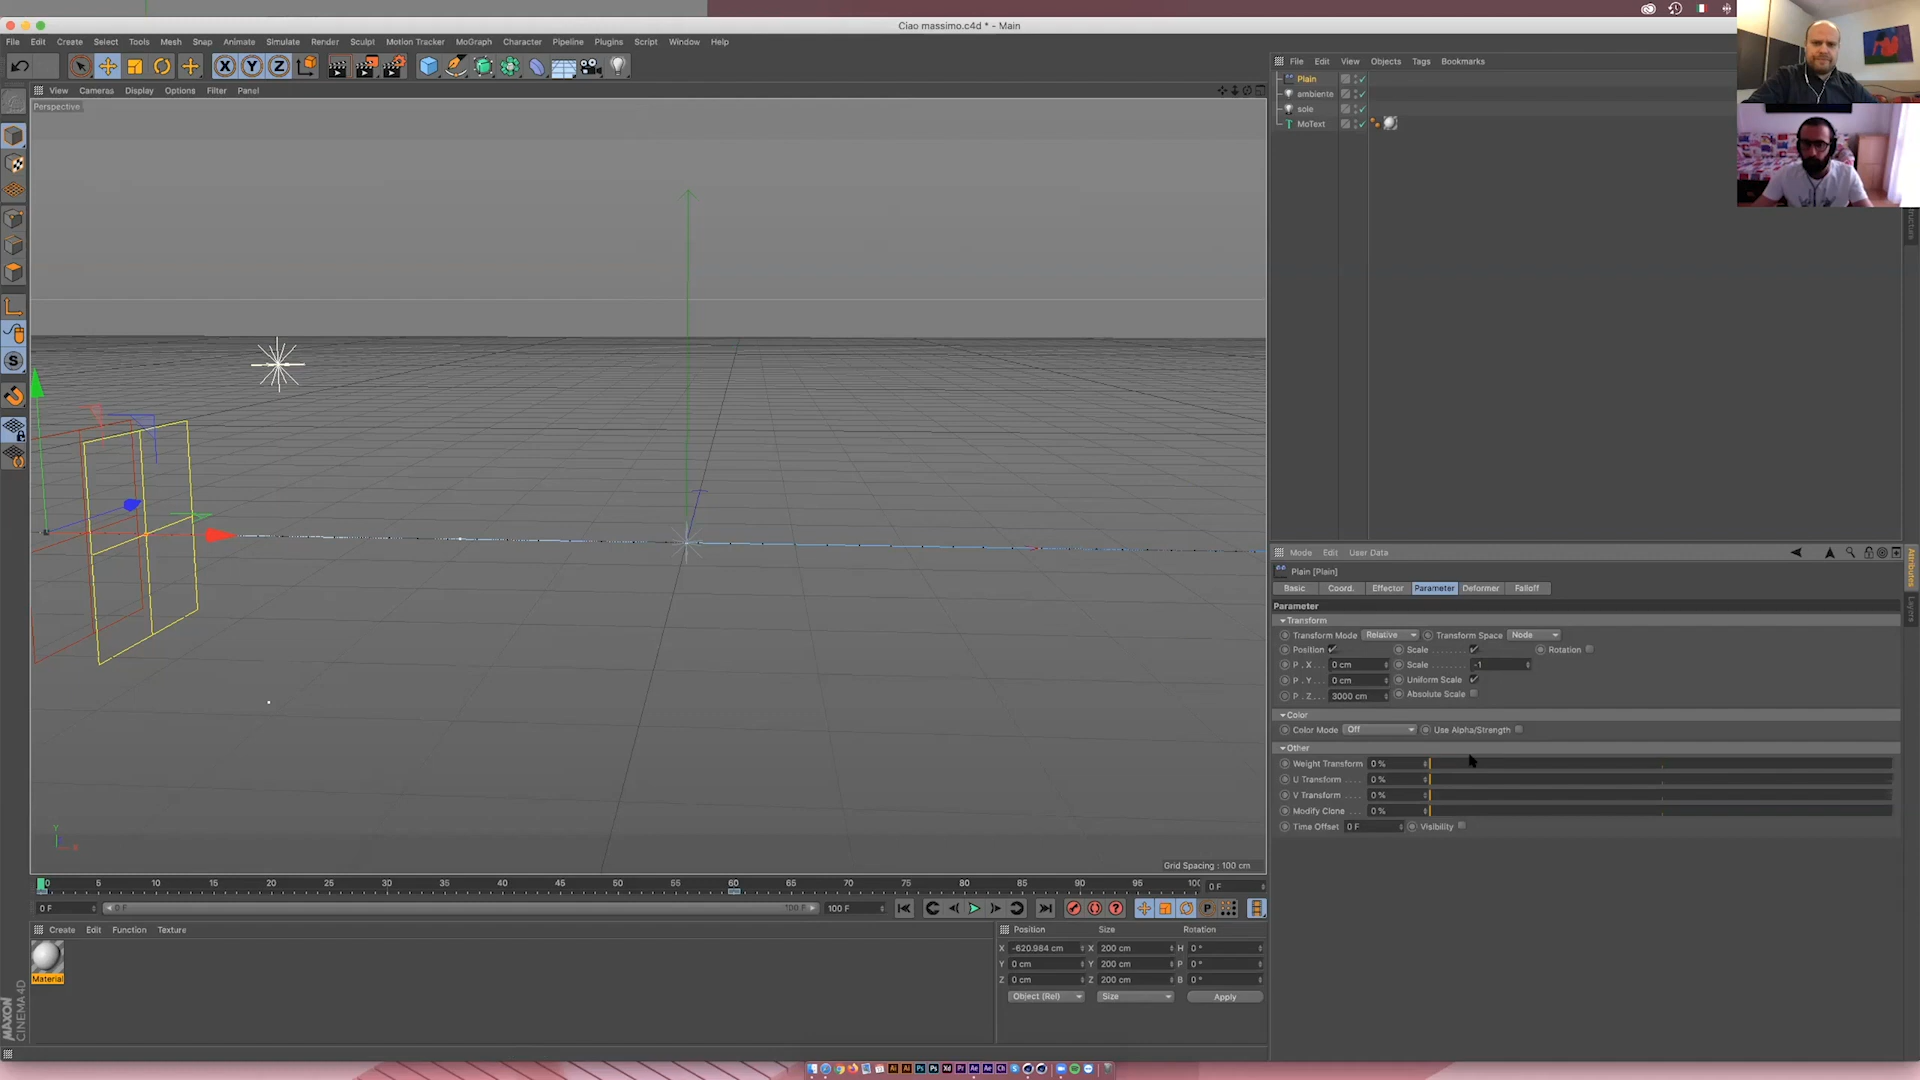 Ciao massimo.c4d * - Main
File Edit Create Select Tools Mesh Snap Animate Simulate Render Sculpt Motion Tracker MoGraph Character Pipeline Plugins Script Window Help
View Cameras Display Options Filter Panel
Perspective
Grid Spacing : 100 cm
File Edit View Objects Tags Bookmarks
Plain
ambiente
sole
MoText
Mode Edit User Data
Plain [Plain]
Basic Coord. Effector Parameter Deformer Falloff
Parameter
Transform
Transform Mode Relative Transform Space Node
Position Scale Rotation
P . X 0 cm Scale -1
P . Y 0 cm Uniform Scale
P . Z 3000 cm Absolute Scale
Color
Color Mode Off Use Alpha/Strength
Other
Weight Transform 0 %
U Transform 0 %
V Transform 0 %
Modify Clone 0 %
Time Offset 0 F Visibility
Attributes
Layers
0 5 10 15 20 25 30 35 40 45 50 55 60 65 70 75 80 85 90 95 100 0 F
0 F 0 F 100 F 100 F
Create Edit Function Texture
Material
Position Size Rotation
X -620.984 cm X 200 cm H 0 °
Y 0 cm Y 200 cm P 0 °
Z 0 cm Z 200 cm B 0 °
Object (Rel) Size Apply
MAXON
CINEMA 4D